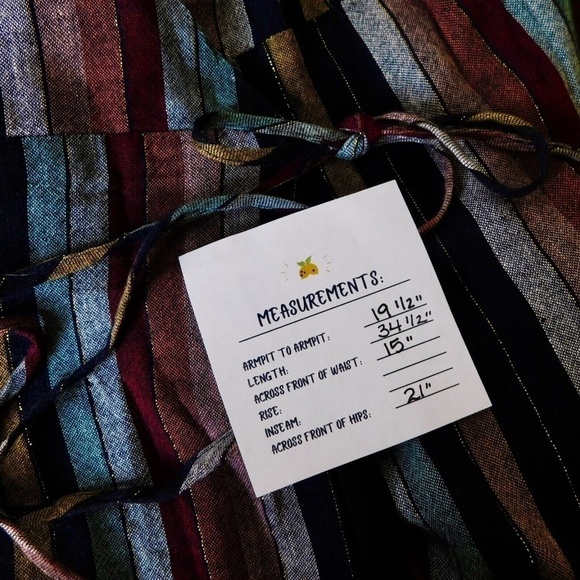 MEASUREMENTS:
ARMPIT TO ARMPIT: 19 1/2"
LENGTH: 34 1/2"
ACROSS FRONT OF WAIST: 15"
RISE:
INSEAM:
ACROSS FRONT OF HIPS: 21"